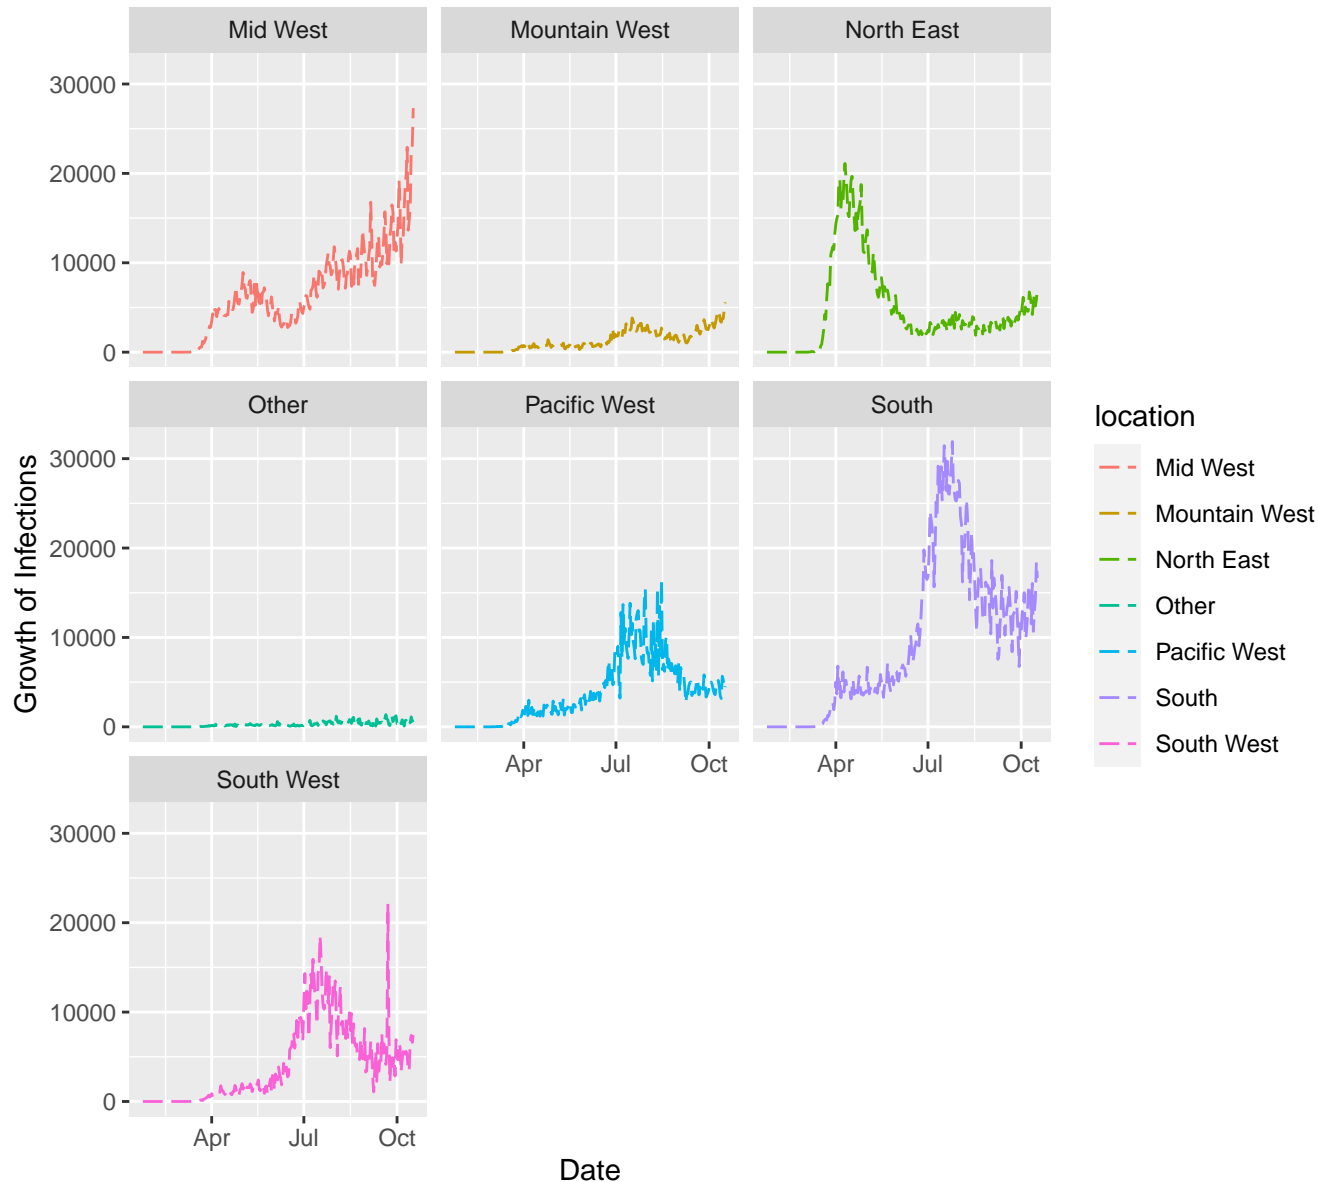 Mid West
Mountain West
North East
30000
20000
10000
0
Other
Pacific West
South
30000
20000
10000
0
Apr
Jul
Oct
Apr
Jul
Oct
South West
30000
20000
10000
0
Apr
Jul
Oct
Growth of Infections
Date
location
Mid West
Mountain West
North East
Other
Pacific West
South
South West